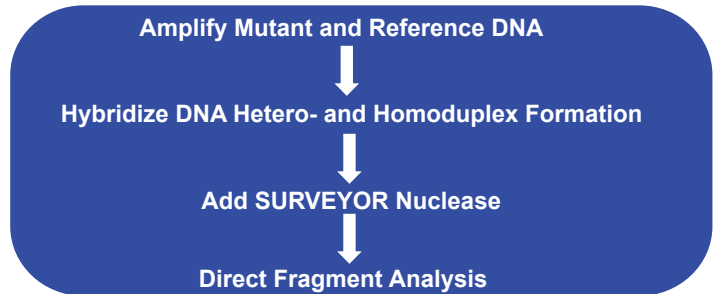 Amplify Mutant and Reference DNA
Hybridize DNA Hetero- and Homoduplex Formation
Add SURVEYOR Nuclease
Direct Fragment Analysis